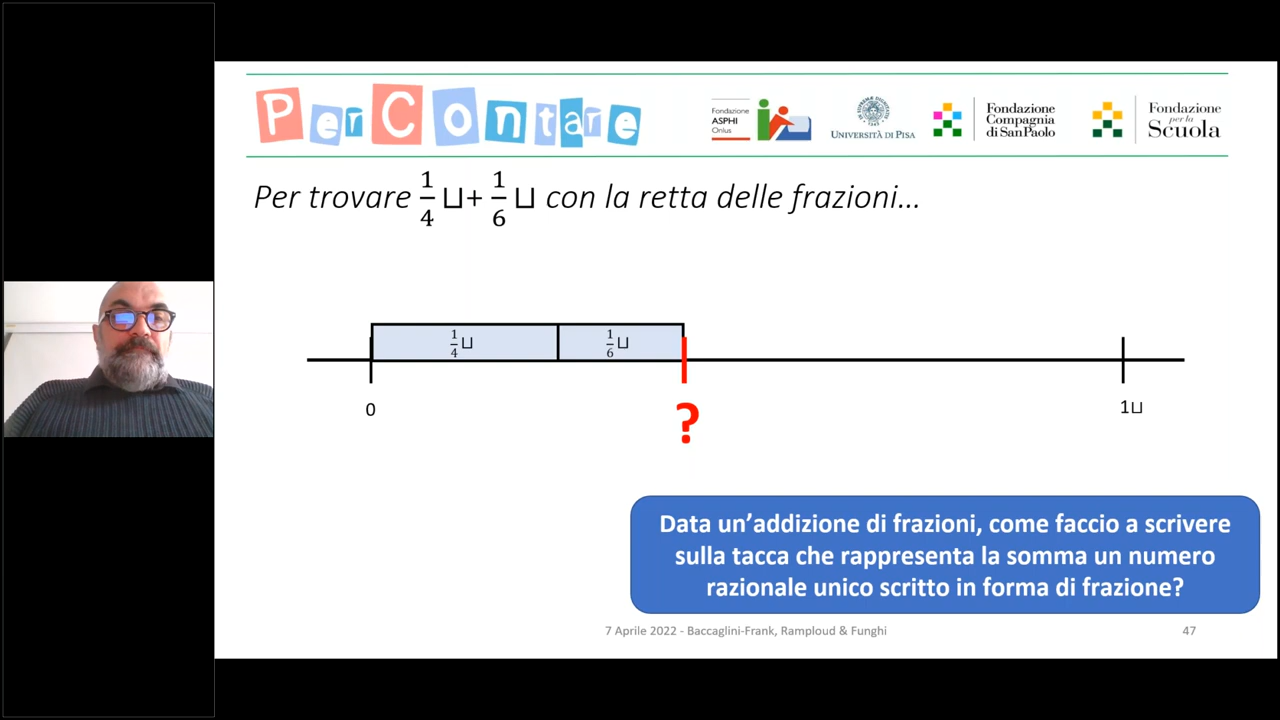 PerContare
Fondazione
ASPHI
Onlus
UNIVERSITÀ DI PISA
Fondazione
Compagnia
di SanPaolo
Fondazione
per la
Scuola
Per trovare 1/4 ⊔+ 1/6 ⊔ con la retta delle frazioni...
1/4 ⊔ 1/6 ⊔
0 1⊔
?
Data un'addizione di frazioni, come faccio a scrivere
sulla tacca che rappresenta la somma un numero
razionale unico scritto in forma di frazione?
7 Aprile 2022 - Baccaglini-Frank, Ramploud & Funghi 47